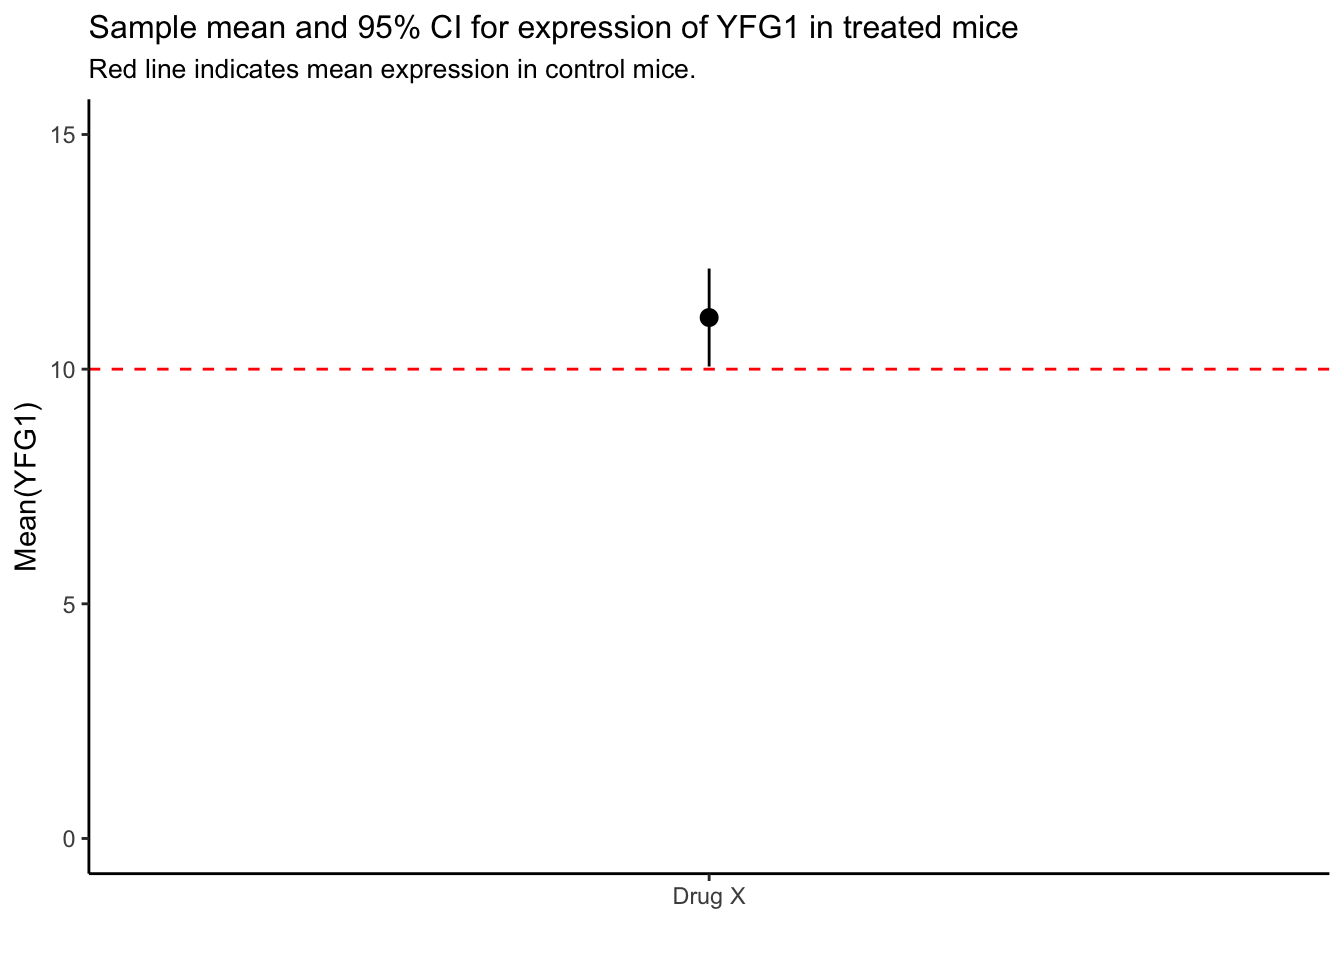 Sample mean and 95% CI for expression of YFG1 in treated mice
Red line indicates mean expression in control mice.
15
10
5
0
Mean(YFG1)
Drug X